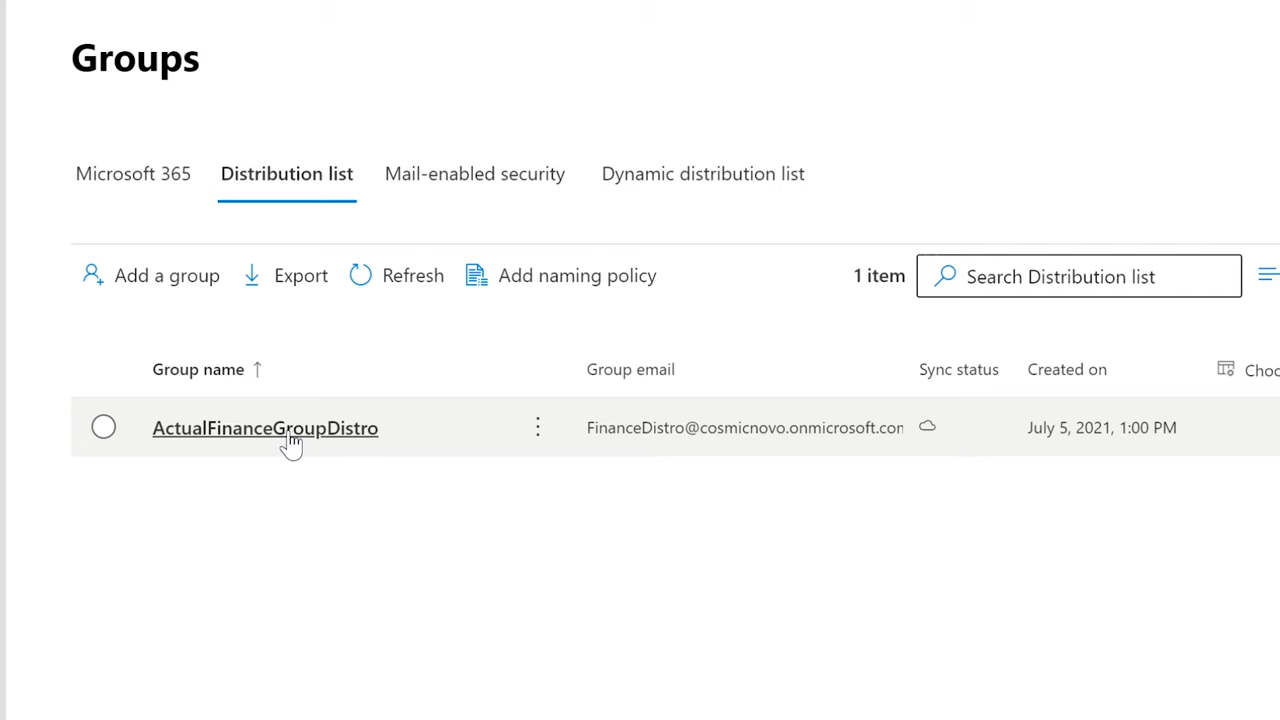 Groups
Microsoft 365 Distribution list Mail-enabled security Dynamic distribution list
Add a group Export Refresh Add naming policy 1 item Search Distribution list
Group name ↑ Group email Sync status Created on Choo
ActualFinanceGroupDistro FinanceDistro@cosmicnovo.onmicrosoft.con July 5, 2021, 1:00 PM